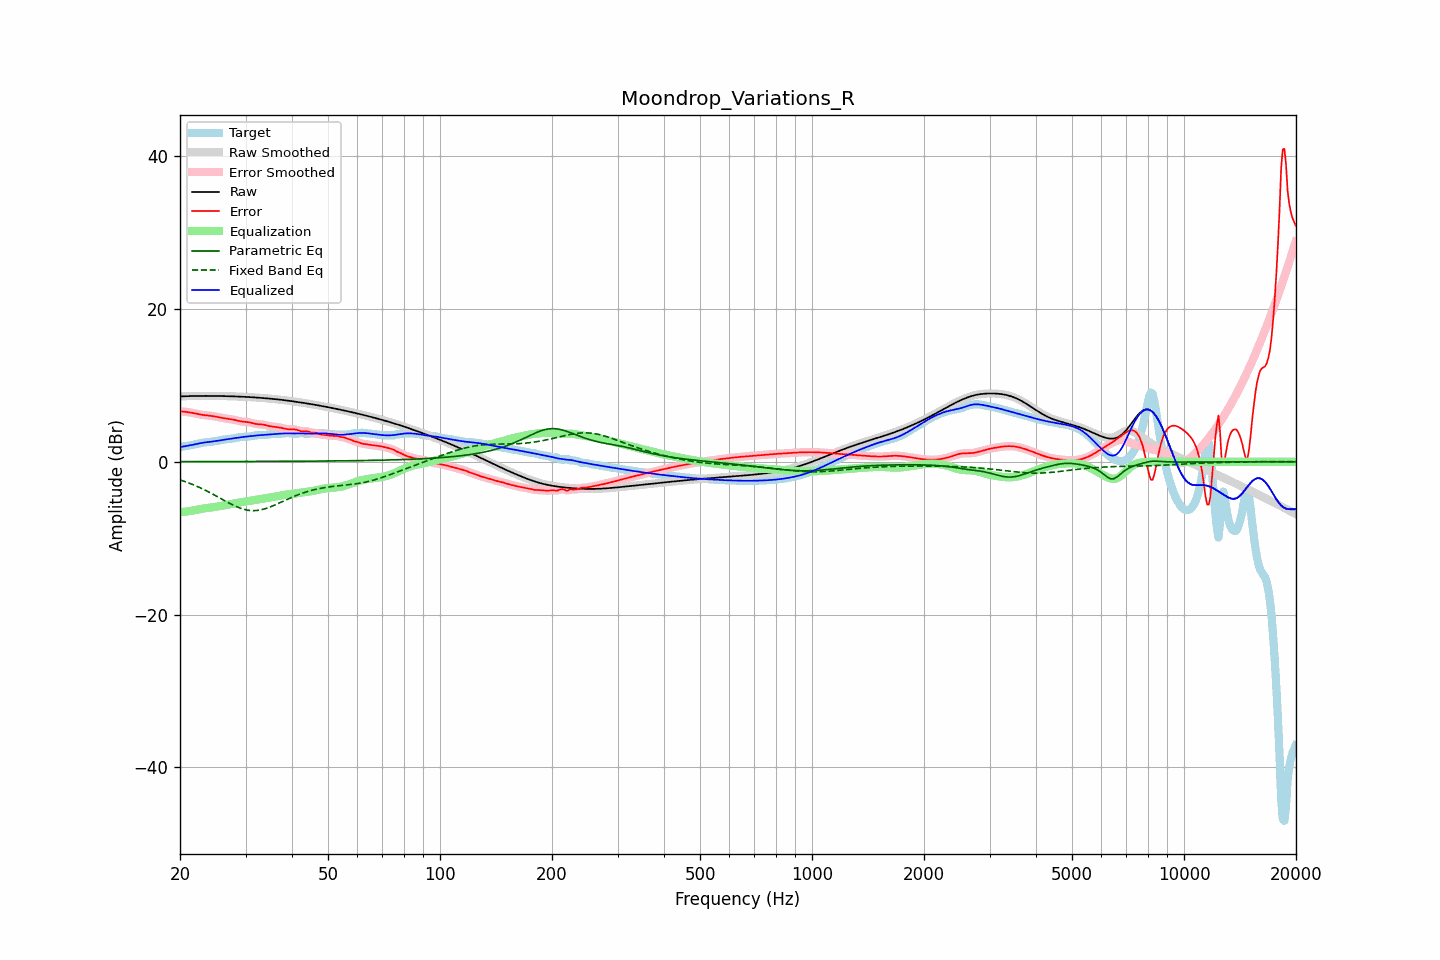 Moondrop_Variations_R
Target
Raw Smoothed
Error Smoothed
Raw
Error
Equalization
Parametric Eq
Fixed Band Eq
Equalized
40
20
0
−20
−40
Amplitude (dBr)
20 50 100 200 500 1000 2000 5000 10000 20000
Frequency (Hz)